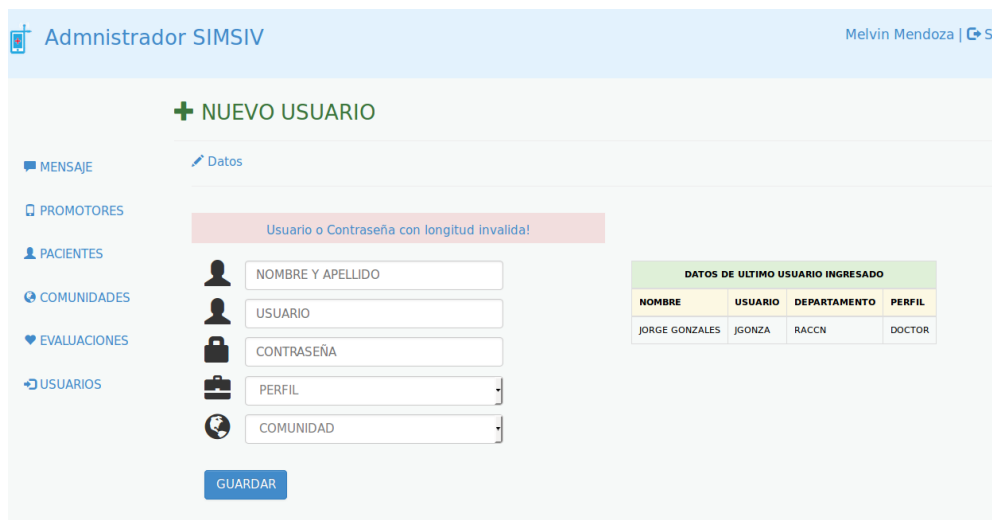 Admnistrador SIMSIV
Melvin Mendoza | S
NUEVO USUARIO
MENSAJE
PROMOTORES
PACIENTES
COMUNIDADES
EVALUACIONES
USUARIOS
Datos
Usuario o Contraseña con longitud invalida!
NOMBRE Y APELLIDO
USUARIO
CONTRASEÑA
PERFIL
COMUNIDAD
GUARDAR
DATOS DE ULTIMO USUARIO INGRESADO
NOMBRE USUARIO DEPARTAMENTO PERFIL
JORGE GONZALES JGONZA RACCN DOCTOR